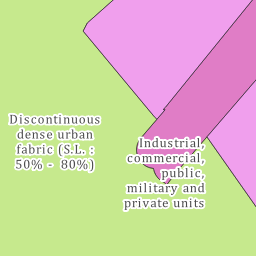 Discontinuous
dense urban
fabric (S.L. :
50% - 80%)
Industrial,
commercial,
public,
military and
private units